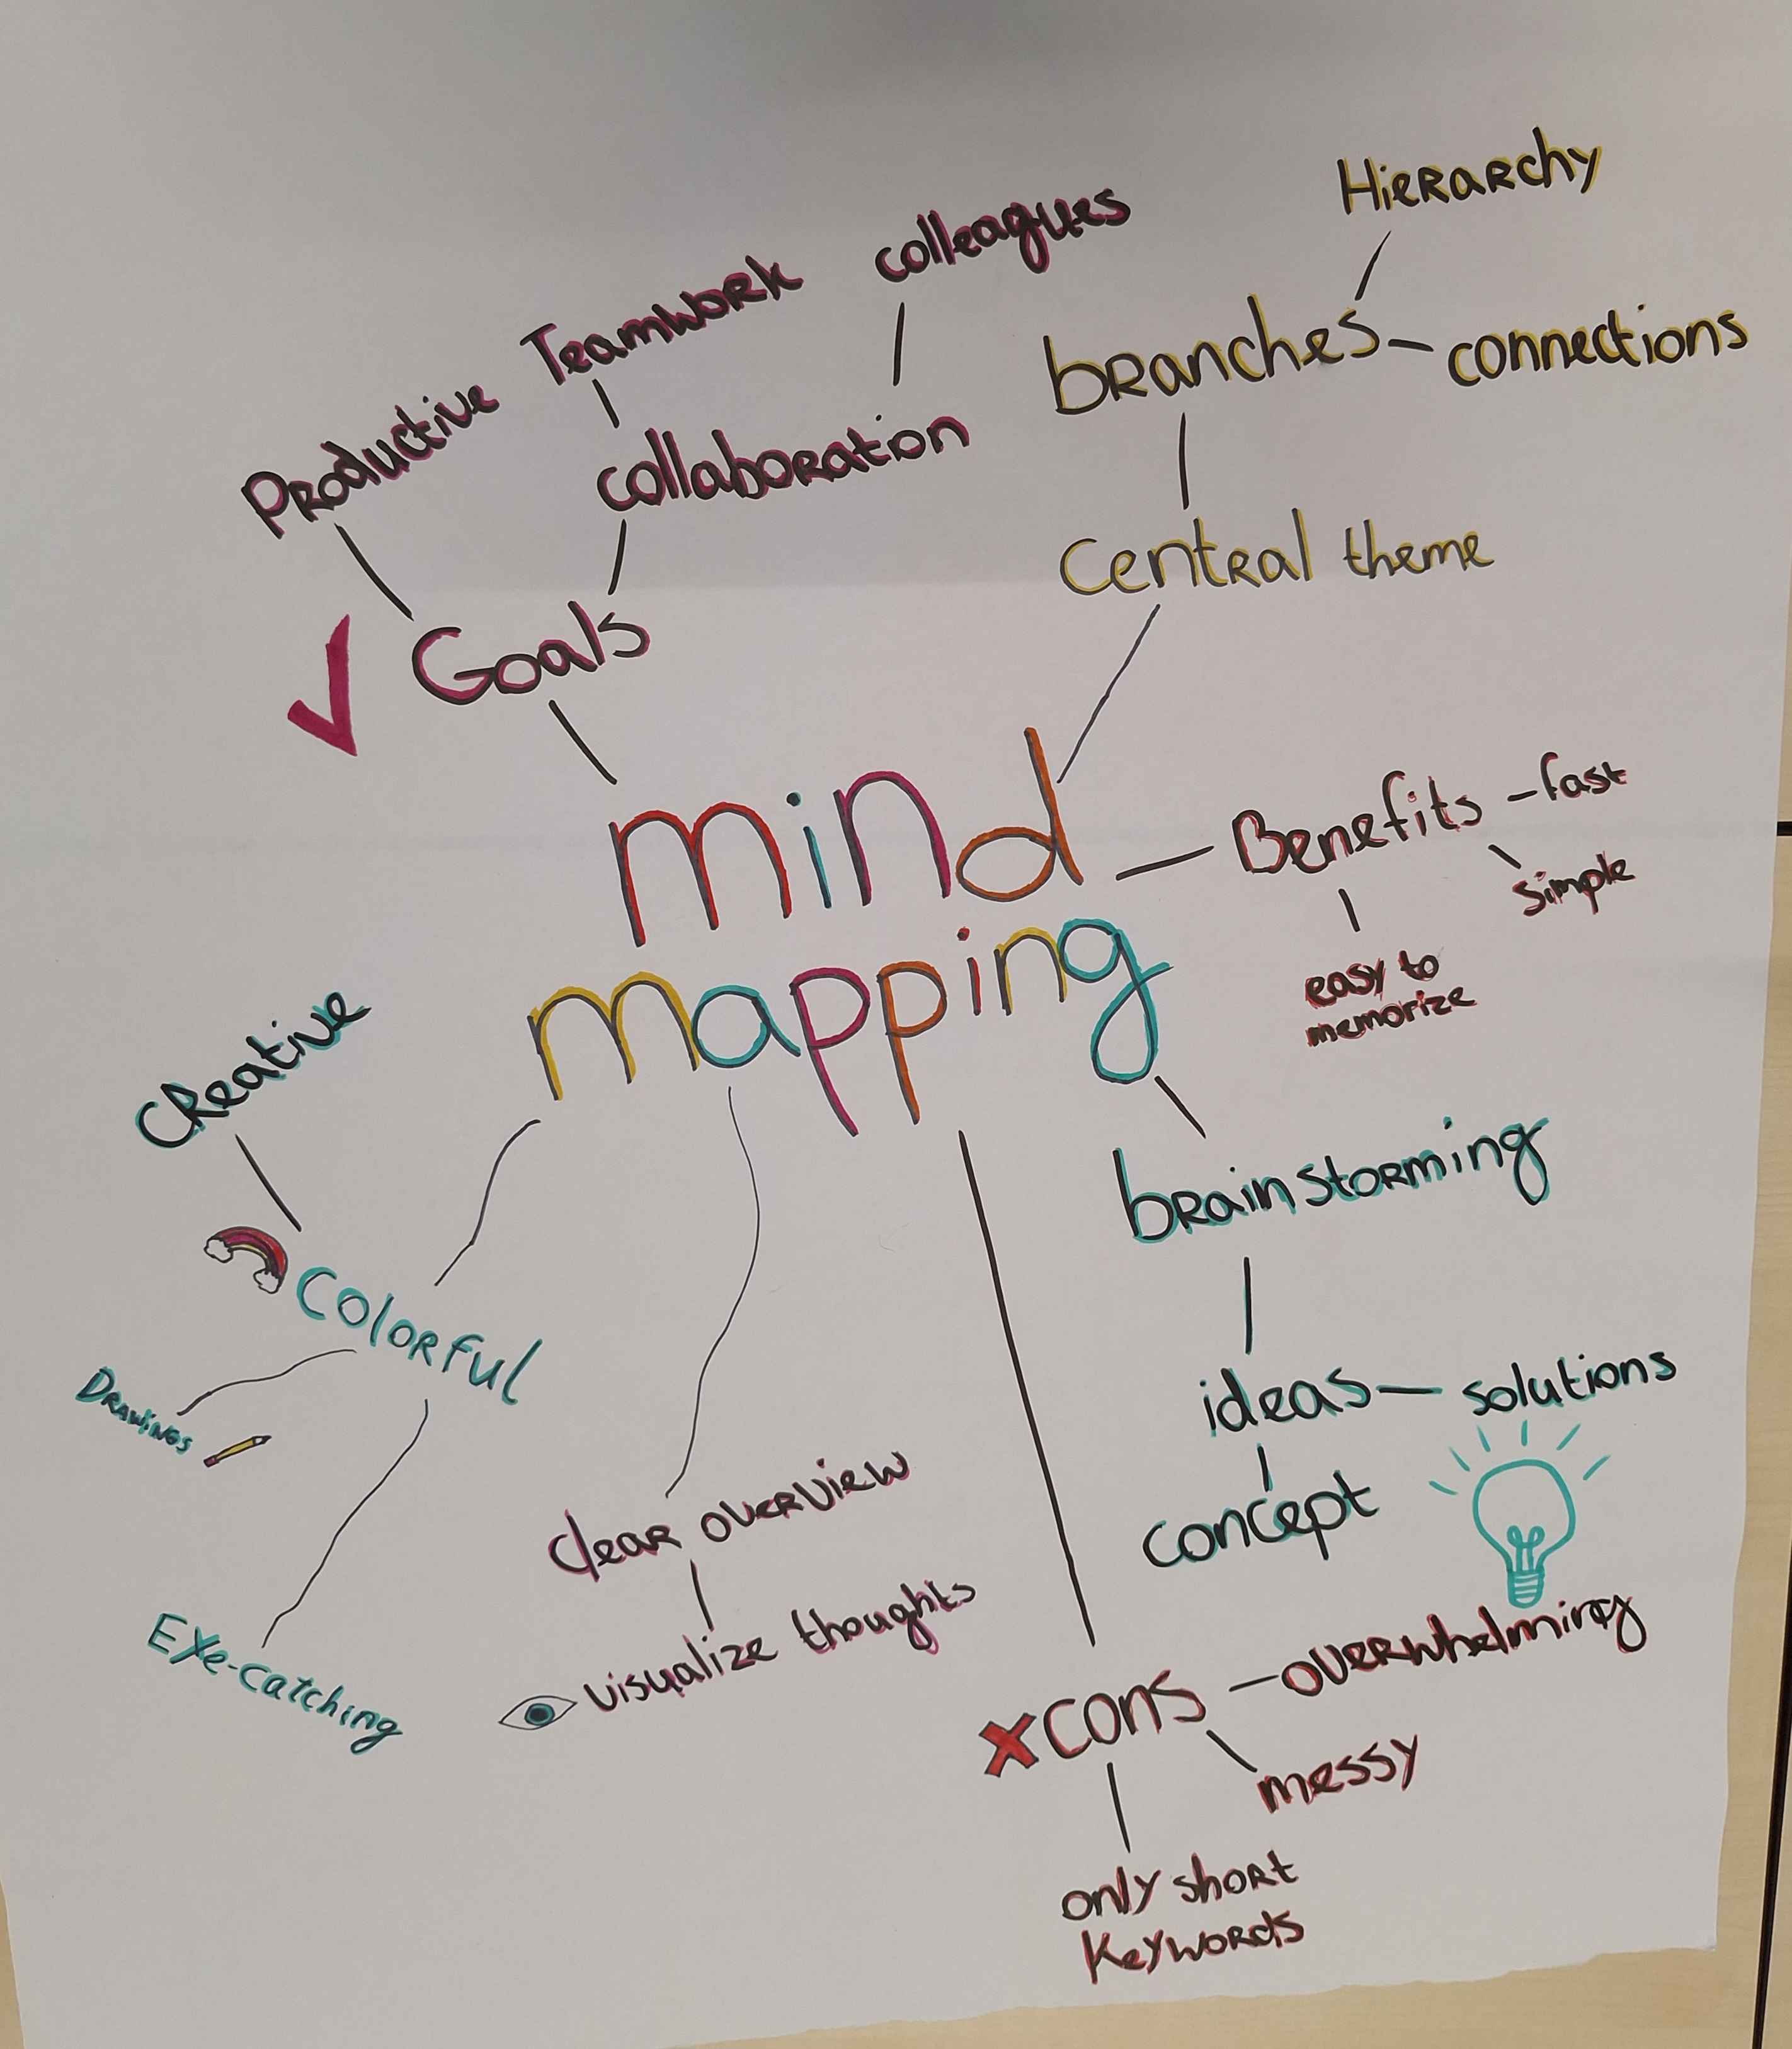 Hierarchy
colleagues
Teamwork
branches
connections
Productive
collaboration
Central theme
Goals
mind
mapping
Benefits
fast
simple
easy to
memorize
Creative
brainstorming
Colorful
Drawings
ideas
solutions
concept
clear overview
visualize thoughts
Eye-catching
cons
overwhelming
messy
only short
Keywords